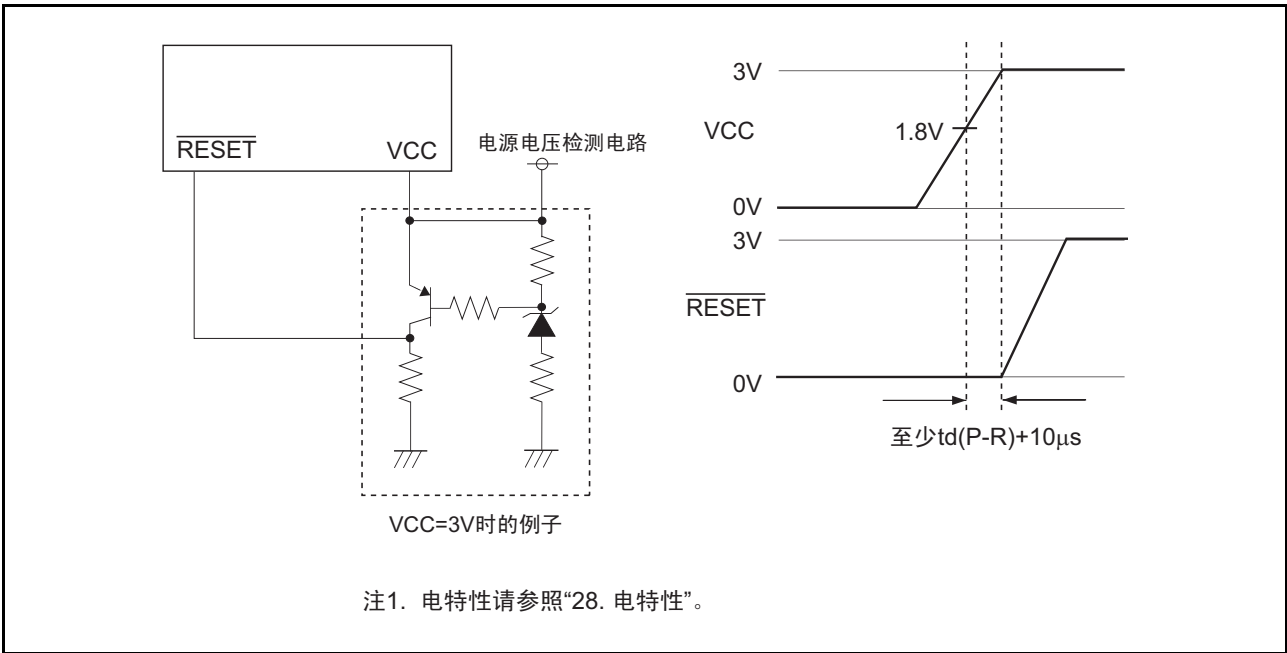 RESET VCC
电源电压检测电路
VCC=3V时的例子
3V
VCC
1.8V
0V
3V
RESET
0V
至少td(P-R)+10μs
注1. 电特性请参照“28. 电特性”。